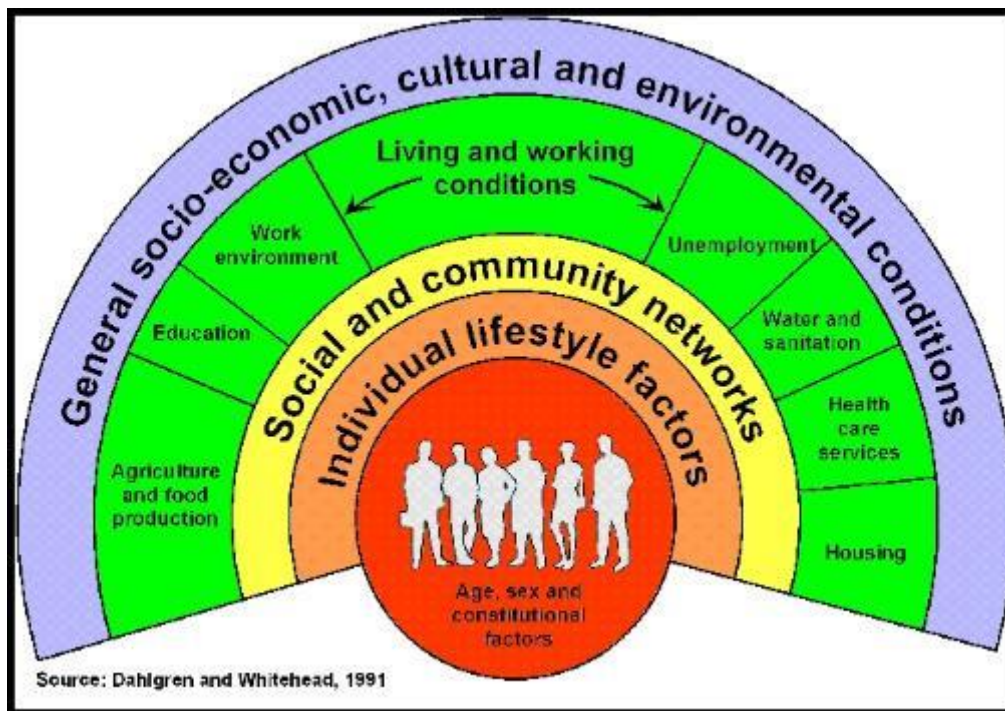 General socio-economic, cultural and environmental conditions
Living and working
conditions
Work
environment
Unemployment
Education
Water and
sanitation
Agriculture
and food
production
Health
care
services
Housing
Social and community networks
Individual lifestyle factors
Age, sex and
constitutional
factors
Source: Dahlgren and Whitehead, 1991